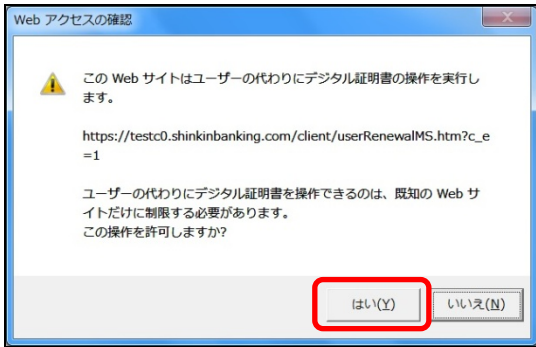 Web アクセスの確認
この Web サイトはユーザーの代わりにデジタル証明書の操作を実行し
ます。
https://testc0.shinkinbanking.com/client/userRenewalMS.htm?c_e
=1
ユーザーの代わりにデジタル証明書を操作できるのは、既知の Web サ
イトだけに制限する必要があります。
この操作を許可しますか?
はい(Y) いいえ(N)